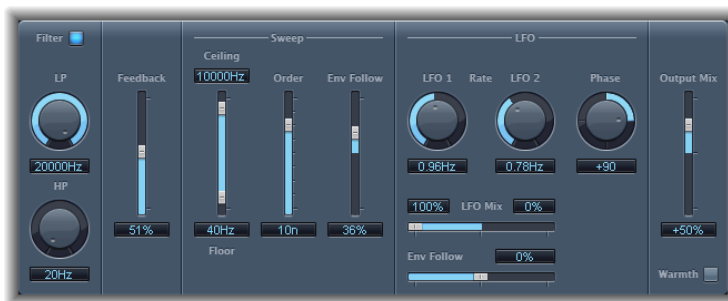 Filter
LP
20000Hz
HP
20Hz
Feedback
51%
Sweep
Ceiling
10000Hz
Order
Env Follow
40Hz
10n
36%
Floor
LFO
LFO 1
Rate
LFO 2
Phase
0.96Hz
0.78Hz
+90
100%
LFO Mix
0%
Env Follow
0%
Output Mix
+50%
Warmth